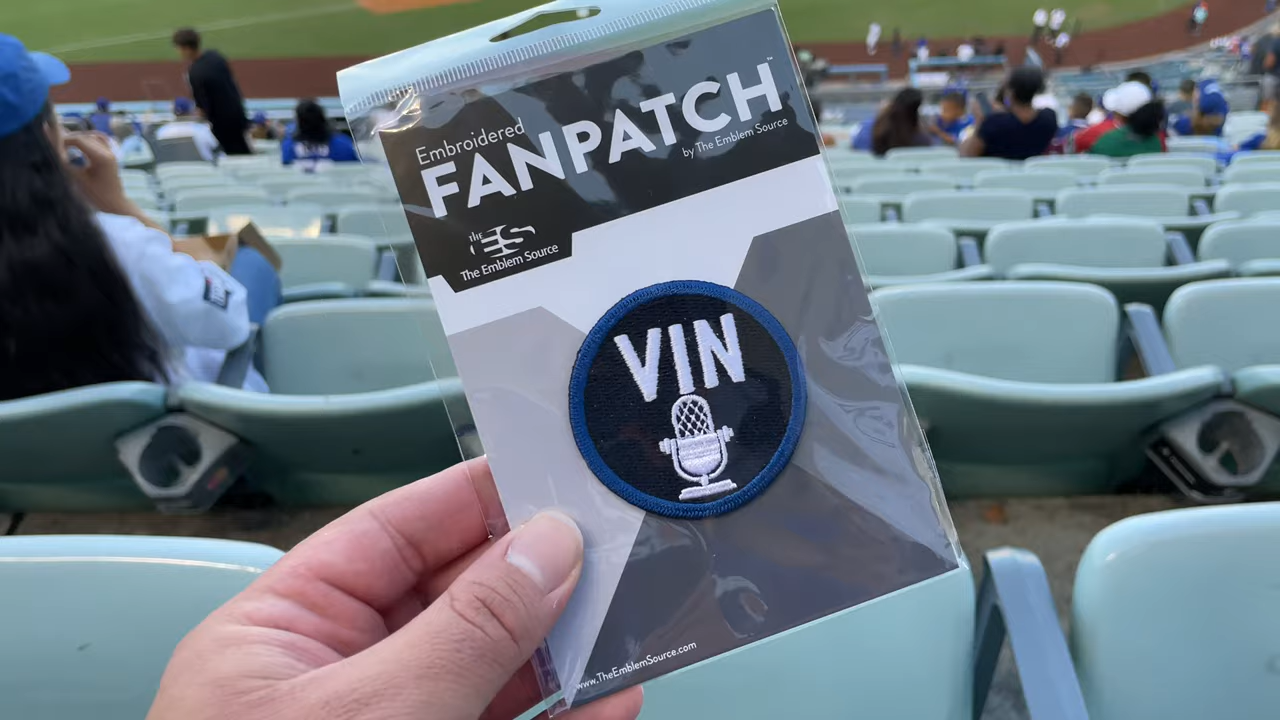 Embroidered
FANPATCH™
by The Emblem Source
The ES
The Emblem Source
VIN
www.TheEmblemSource.com